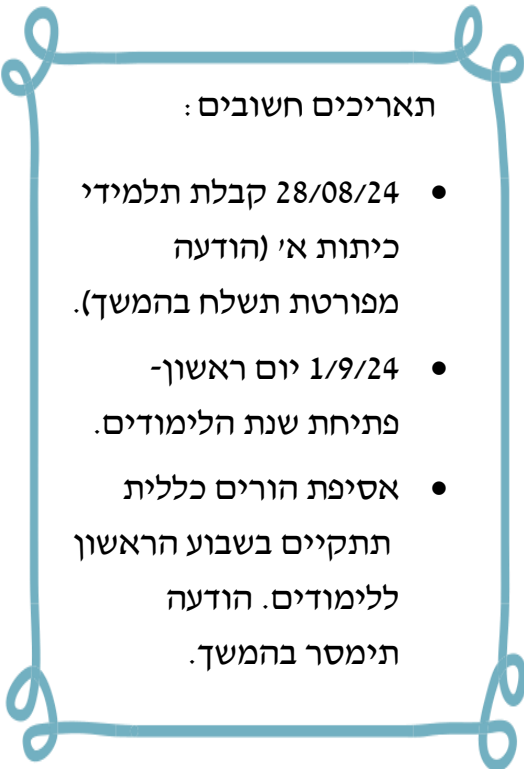 תאריכים חשובים:
• 28/08/24 קבלת תלמידי
כיתות א' (הודעה
מפורטת תשלח בהמשך).
• 1/9/24 יום ראשון-
פתיחת שנת הלימודים.
• אסיפת הורים כללית
תתקיים בשבוע הראשון
ללימודים. הודעה
תימסר בהמשך.